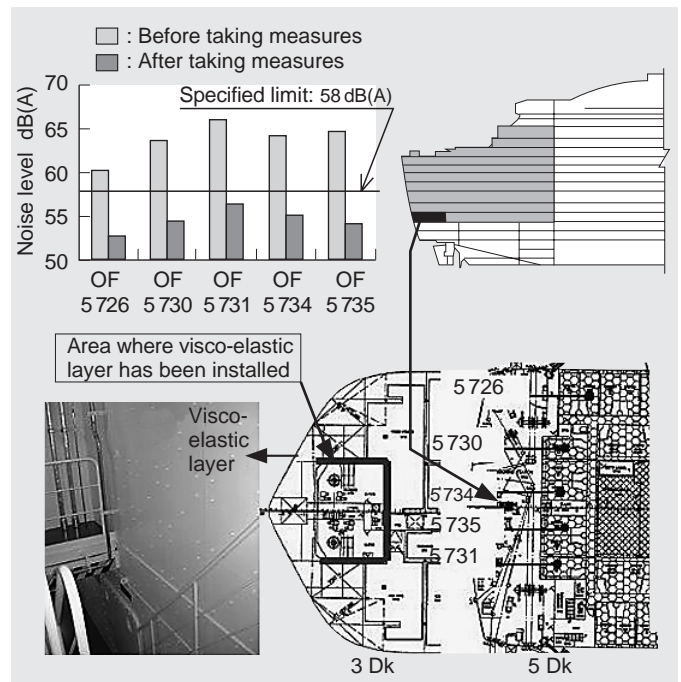 : Before taking measures
: After taking measures
Noise level dB(A)
70
65
60
55
50
Specified limit: 58 dB(A)
OF OF OF OF OF
5 726 5 730 5 731 5 734 5 735
Area where visco-elastic
layer has been installed
Visco-
elastic
layer
5 726
5 730
5 734
5 735
5 731
3 Dk 5 Dk